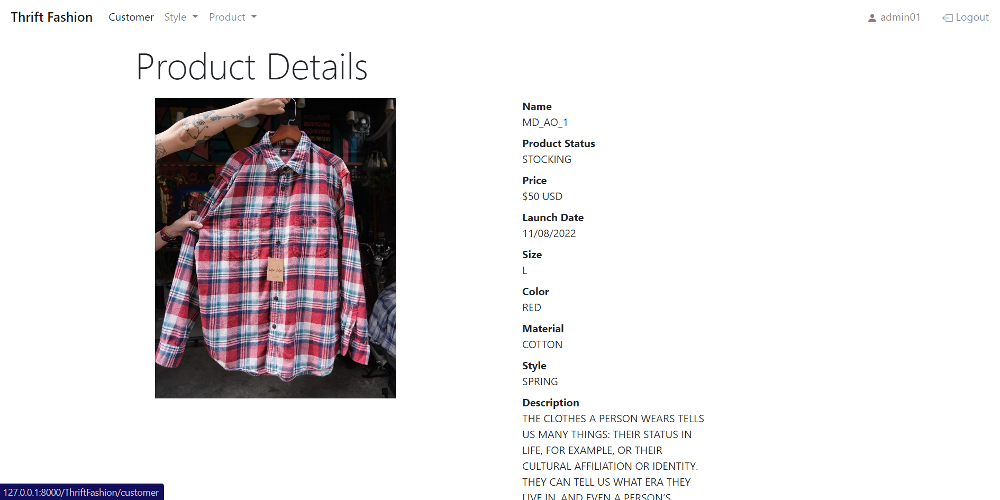 Thrift Fashion Customer Style Product admin01 Logout
Product Details
Name
MD_AO_1
Product Status
STOCKING
Price
$50 USD
Launch Date
11/08/2022
Size
L
Color
RED
Material
COTTON
Style
SPRING
Description
THE CLOTHES A PERSON WEARS TELLS
US MANY THINGS: THEIR STATUS IN
LIFE, FOR EXAMPLE, OR THEIR
CULTURAL AFFILIATION OR IDENTITY.
THEY CAN TELL US WHAT ERA THEY
LIVE IN, AND EVEN A PERSON'S
127.0.0.1:8000/ThriftFashion/customer